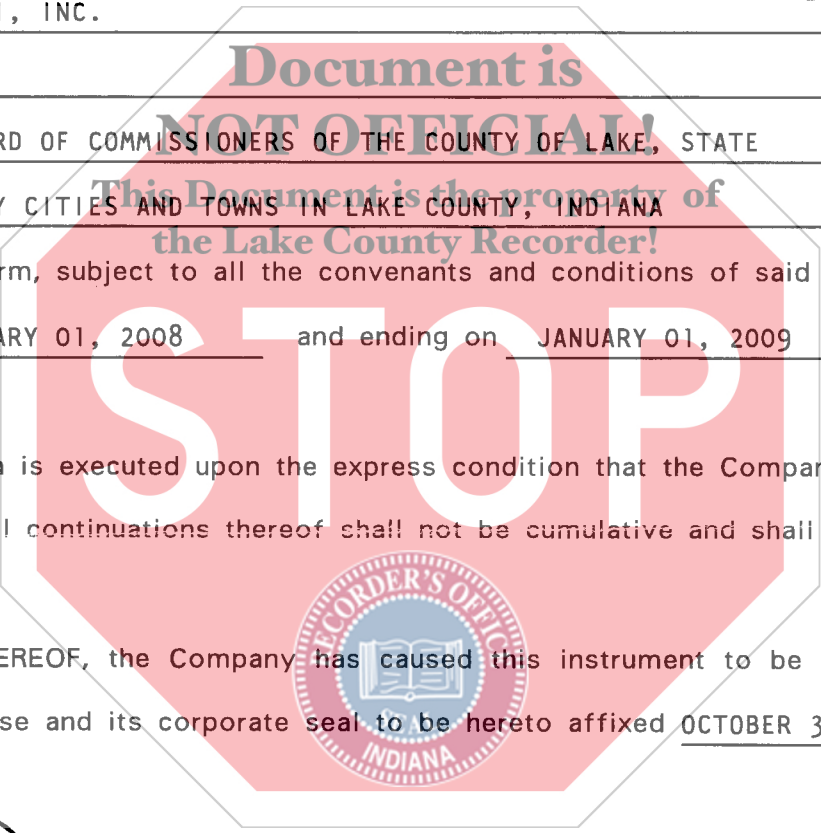 , INC.
Document is
NOT OFFICIAL!
RD OF COMMISSIONERS OF THE COUNTY OF LAKE, STATE
This Document is the property of
Y CITIES AND TOWNS IN LAKE COUNTY, INDIANA
the Lake County Recorder!
rm, subject to all the convenants and conditions of said
ARY 01, 2008 and ending on JANUARY 01, 2009
STOP
is executed upon the express condition that the Compan
l continuations thereof shall not be cumulative and shall
RECORDER'S OFFICE
EREOF, the Company has caused this instrument to be
SEAL
se and its corporate seal to be hereto affixed OCTOBER 3
INDIANA